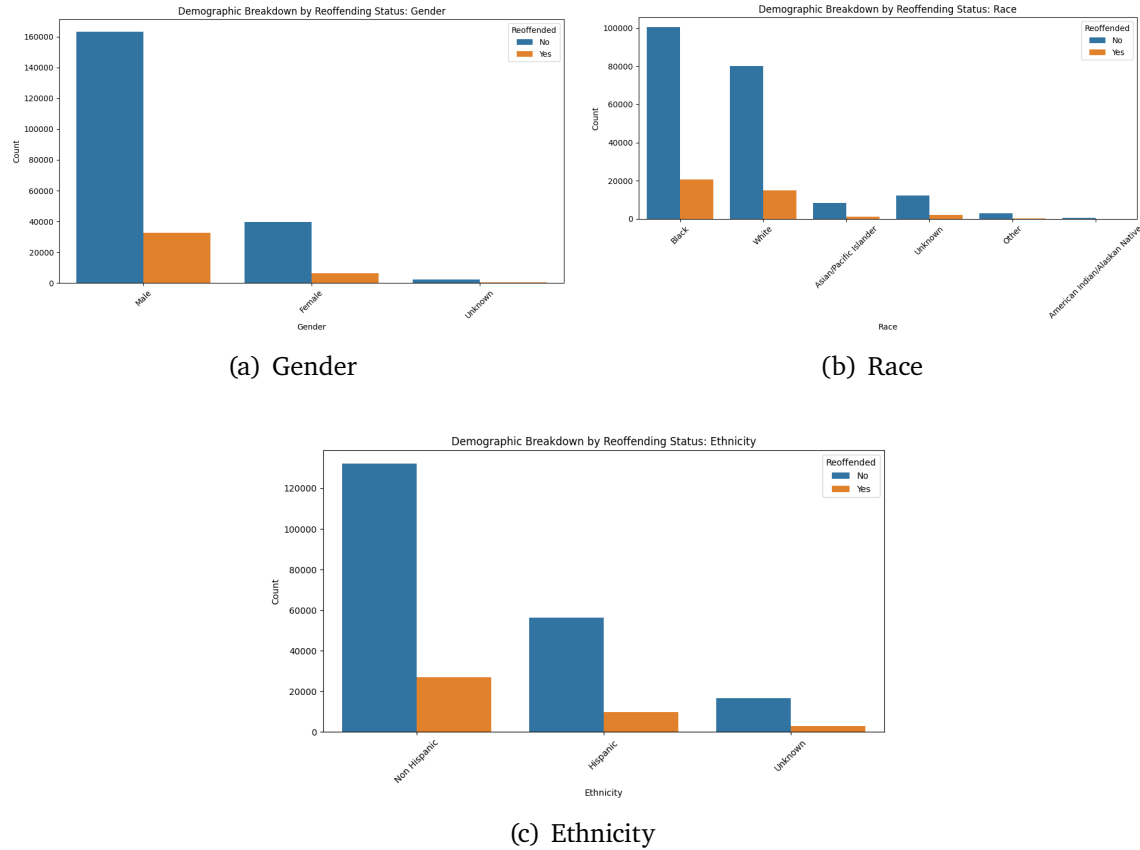 Demographic Breakdown by Reoffending Status: Gender
Reoffended
No
Yes
160000
140000
120000
100000
80000
60000
40000
20000
0
Count
Male
Female
Unknown
Gender
(a) Gender
Demographic Breakdown by Reoffending Status: Race
Reoffended
No
Yes
100000
80000
60000
40000
20000
0
Count
Black
White
Asian/Pacific Islander
Unknown
Other
American Indian/Alaskan Native
Race
(b) Race
Demographic Breakdown by Reoffending Status: Ethnicity
Reoffended
No
Yes
120000
100000
80000
60000
40000
20000
0
Count
Non Hispanic
Hispanic
Unknown
Ethnicity
(c) Ethnicity